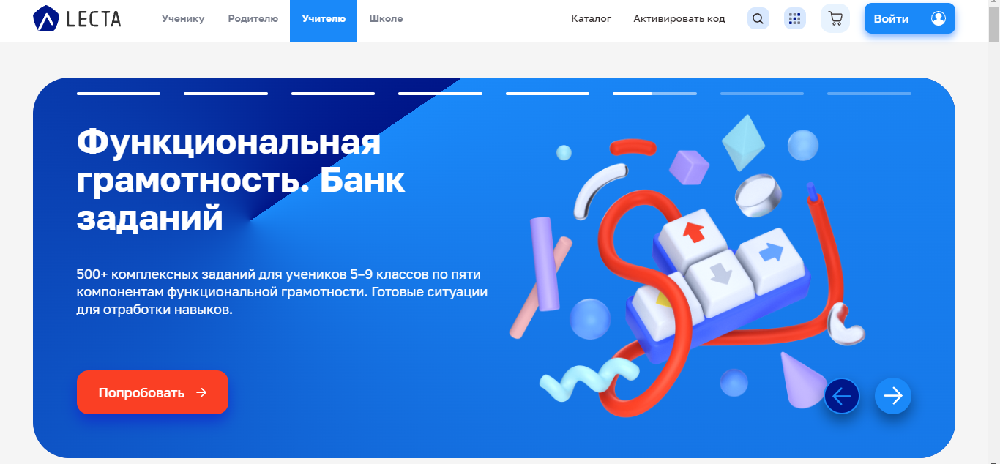 LECTA
Ученику
Родителю
Учителю
Школе
Каталог
Активировать код
Войти
Функциональная
грамотность. Банк
заданий
500+ комплексных заданий для учеников 5–9 классов по пяти
компонентам функциональной грамотности. Готовые ситуации
для отработки навыков.
Попробовать